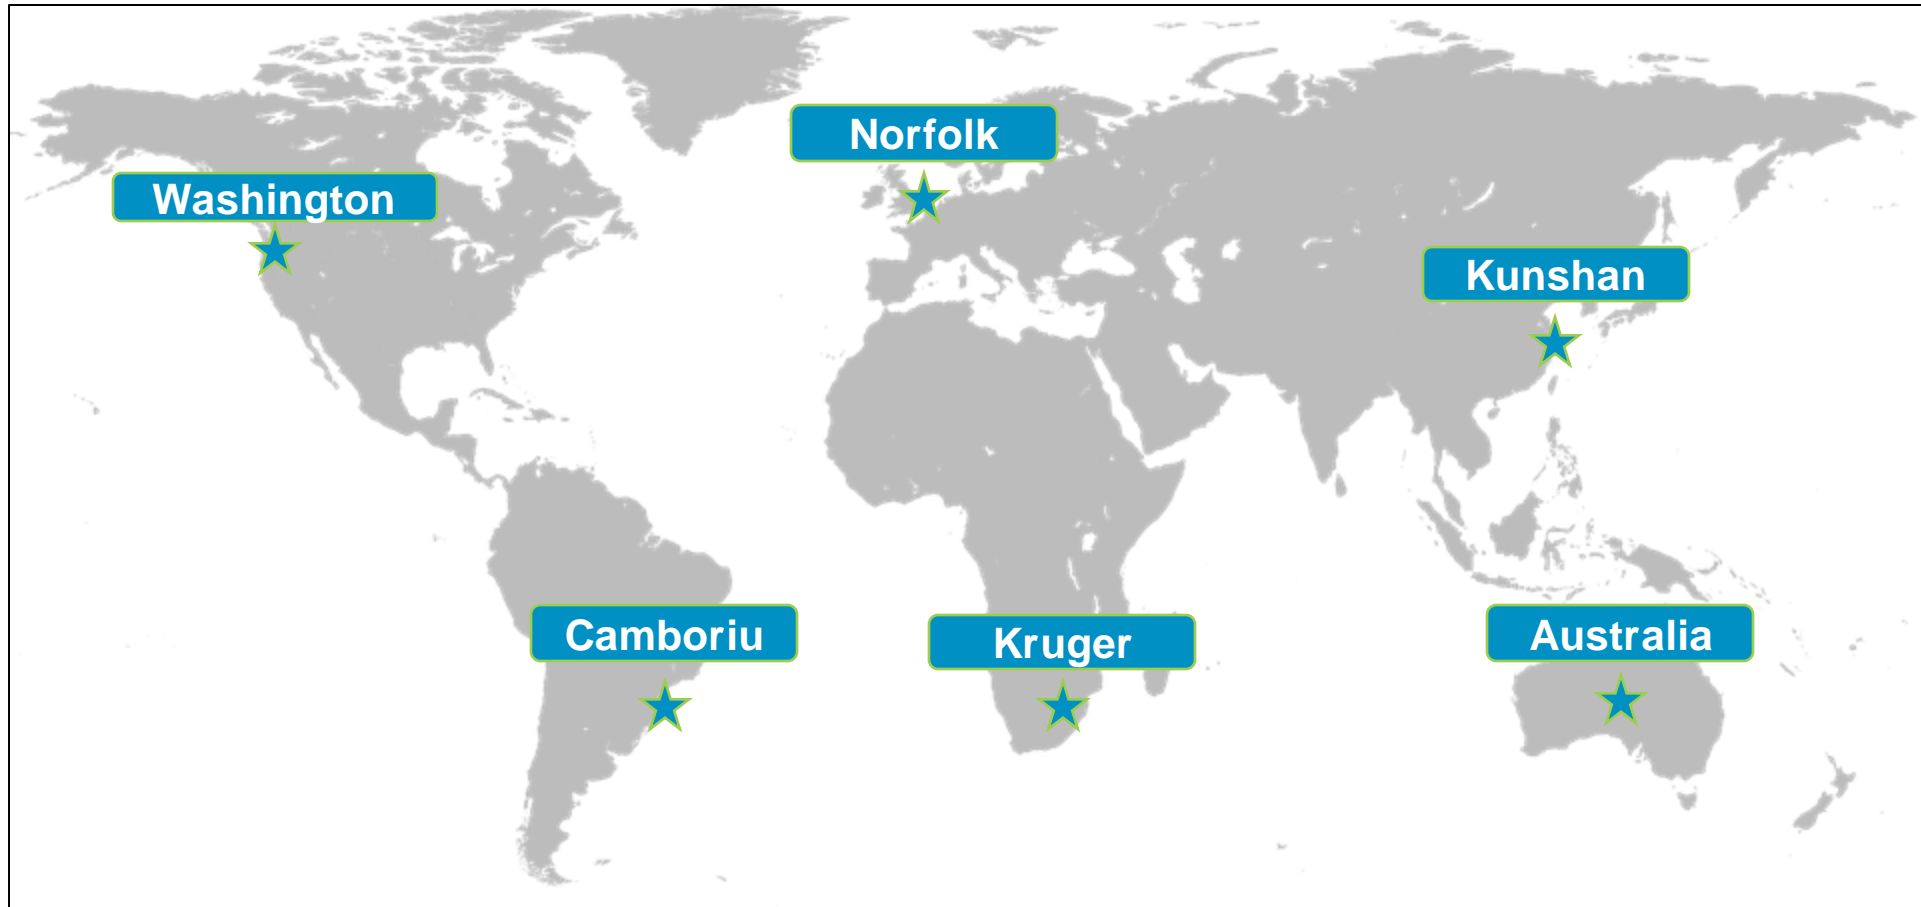 Norfolk
Washington
Kunshan
Camboriu
Kruger
Australia